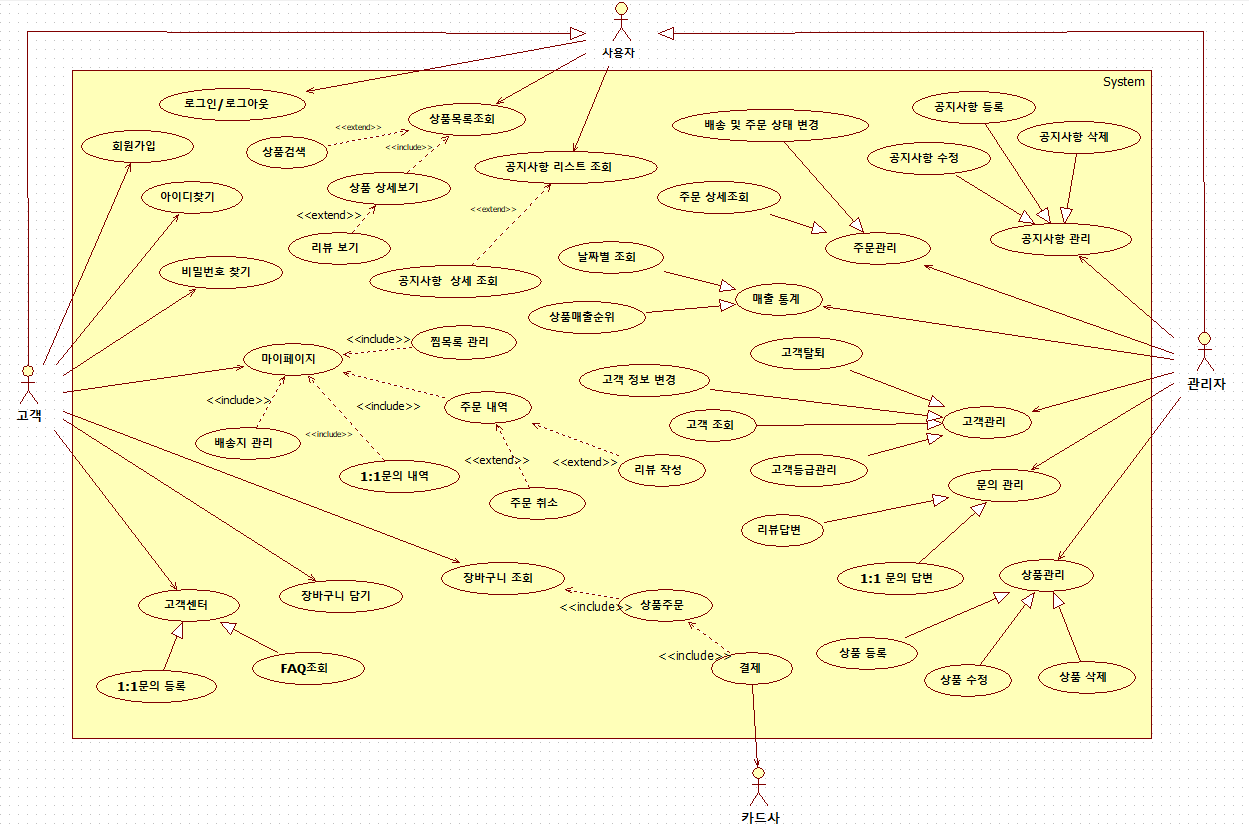 사용자
System
로그인/로그아웃
상품목록조회
공지사항 등록
배송 및 주문 상태 변경
공지사항 삭제
회원가입
상품검색
<<extend>>
<<include>>
공지사항 리스트 조회
공지사항 수정
상품 상세보기
아이디찾기
주문 상세조회
<<extend>>
<<extend>>
리뷰 보기
주문관리
공지사항 관리
비밀번호 찾기
공지사항  상세 조회
날짜별 조회
매출 통계
상품매출순위
찜목록 관리
<<include>>
마이페이지
고객탈퇴
고객 정보 변경
관리자
고객
<<include>>
<<include>>
주문 내역
고객 조회
고객관리
배송지 관리
<<include>>
<<extend>>
<<extend>>
1:1문의 내역
리뷰 작성
고객등급관리
문의 관리
주문 취소
리뷰답변
1:1 문의 답변
상품관리
장바구니 조회
고객센터
장바구니 담기
<<include>>
상품주문
<<include>>
결제
상품 등록
상품 수정
상품 삭제
1:1문의 등록
FAQ조회
카드사